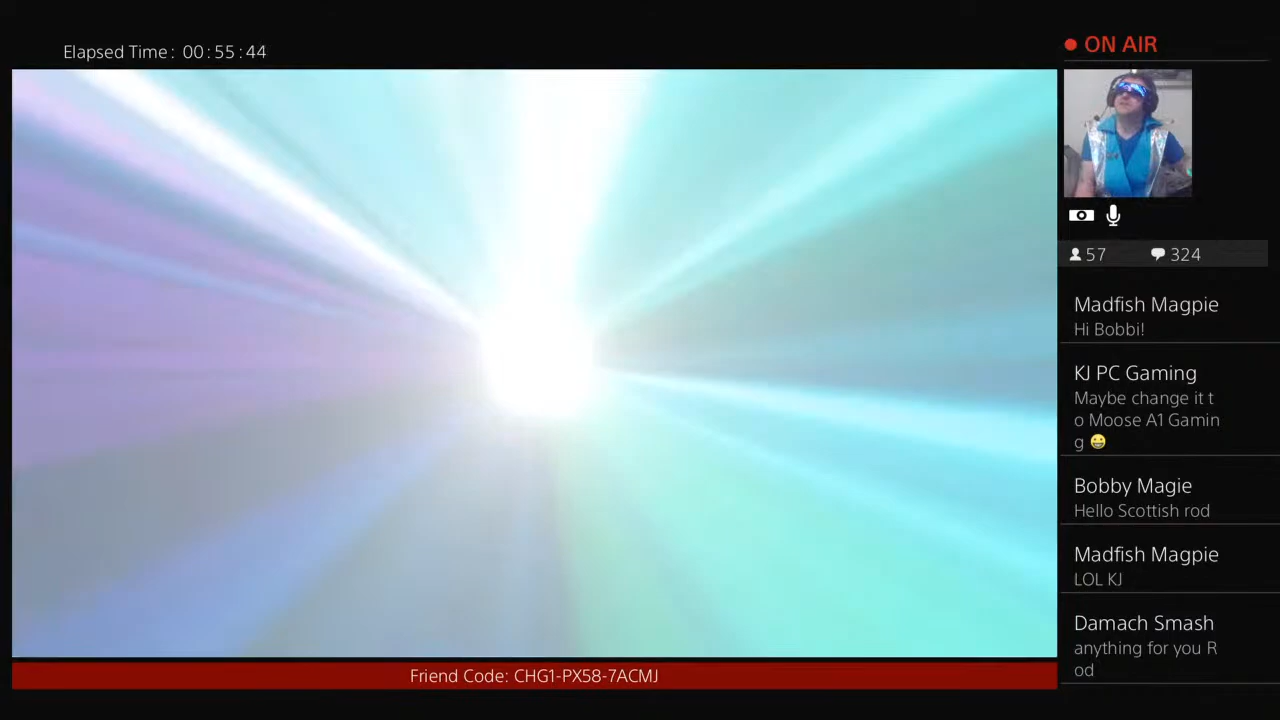 Elapsed Time: 00:55:44
ON AIR
57
324
Madfish Magpie
Hi Bobbi!
KJ PC Gaming
Maybe change it t
o Moose A1 Gamin
g 😀
Bobby Magie
Hello Scottish rod
Madfish Magpie
LOL KJ
Damach Smash
anything for you R
od
Friend Code: CHG1-PX58-7ACMJ